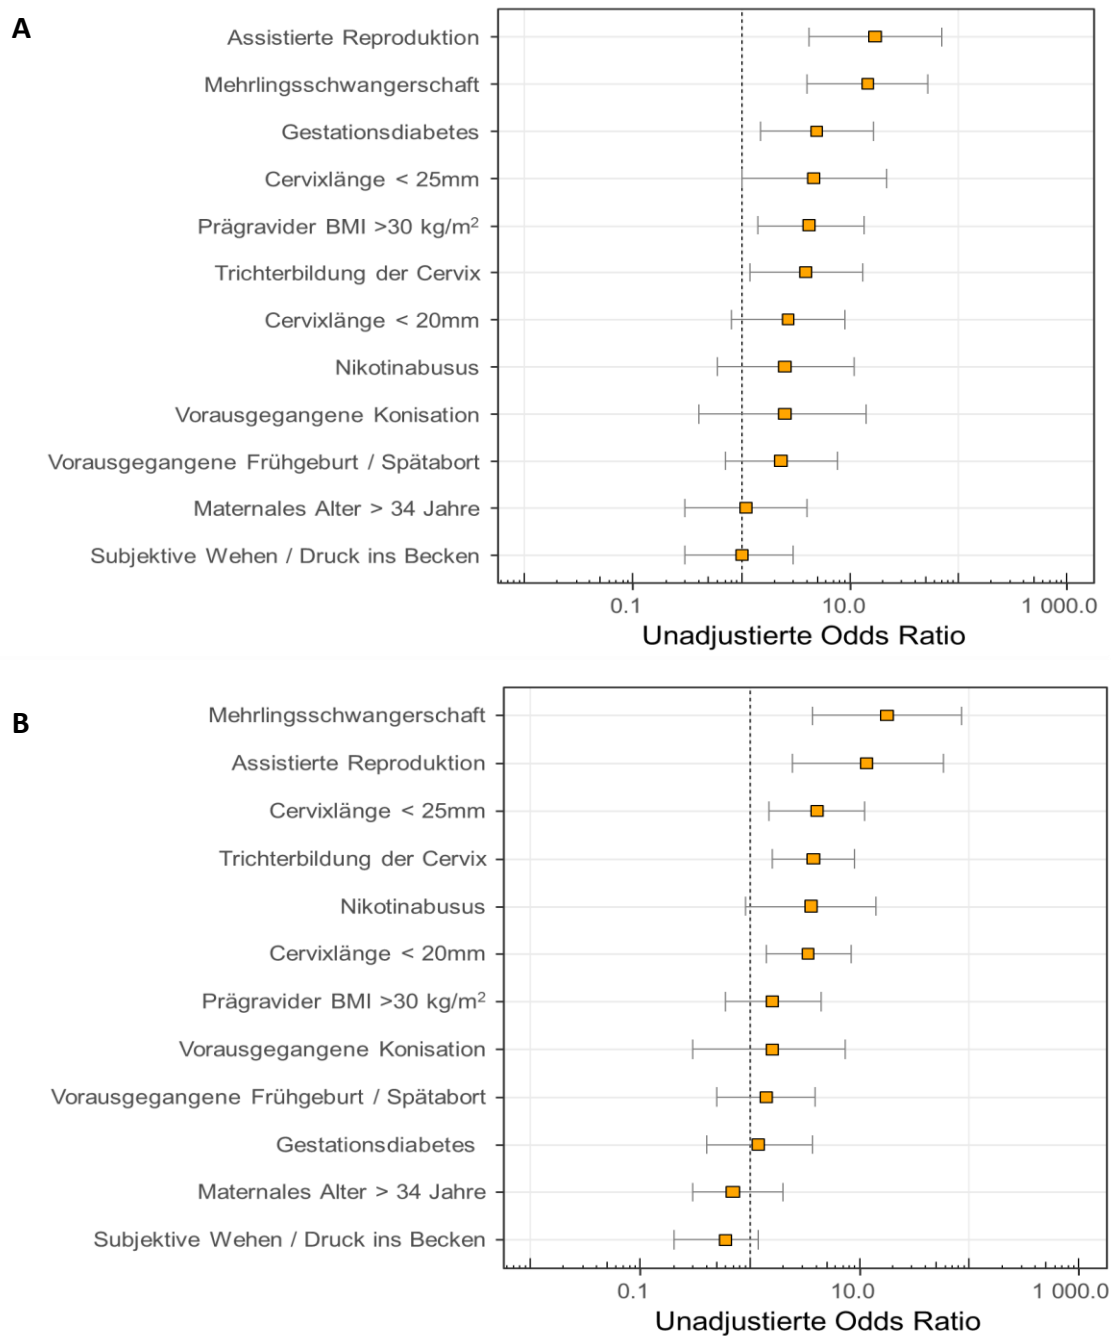 A
Assistierte Reproduktion
Mehrlingsschwangerschaft
Gestationsdiabetes
Cervixlänge < 25mm
Prägravider BMI >30 kg/m²
Trichterbildung der Cervix
Cervixlänge < 20mm
Nikotinabusus
Vorausgegangene Konisation
Vorausgegangene Frühgeburt / Spätabort
Maternales Alter > 34 Jahre
Subjektive Wehen / Druck ins Becken
0.1 10.0 1 000.0
Unadjustierte Odds Ratio
B
Mehrlingsschwangerschaft
Assistierte Reproduktion
Cervixlänge < 25mm
Trichterbildung der Cervix
Nikotinabusus
Cervixlänge < 20mm
Prägravider BMI >30 kg/m²
Vorausgegangene Konisation
Vorausgegangene Frühgeburt / Spätabort
Gestationsdiabetes
Maternales Alter > 34 Jahre
Subjektive Wehen / Druck ins Becken
0.1 10.0 1 000.0
Unadjustierte Odds Ratio